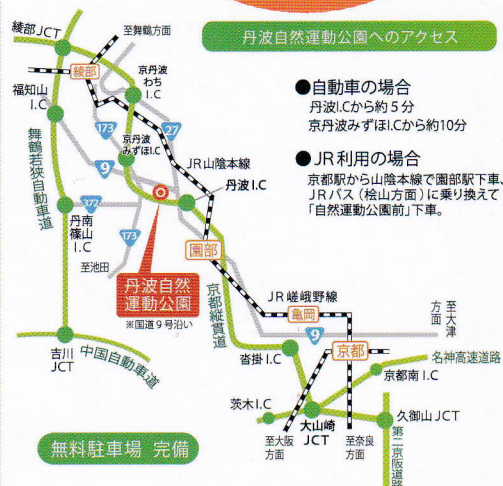 丹波自然運動公園へのアクセス
●自動車の場合
丹波I.Cから約５分
京丹波みずほI.Cから約10分
●JR利用の場合
京都駅から山陰本線で園部駅下車、
JRバス（桧山方面）に乗り換えて
「自然運動公園前」下車。
綾部JCT
至舞鶴方面
綾部
京丹波
わち
I.C
福知山
I.C
173
27
京丹波
みずほI.C
JR山陰本線
9
丹波I.C
舞鶴若狭自動車道
372
丹南
篠山
I.C
173
至池田
園部
丹波自然
運動公園
※国道９号沿い
京都縦貫道
JR嵯峨野線
亀岡
至大津
方面
9
京都
吉川
JCT
中国自動車道
沓掛I.C
名神高速道路
京都南I.C
茨木I.C
大山崎
JCT
久御山JCT
至大阪
方面
至奈良
方面
第二京阪道路
無料駐車場 完備